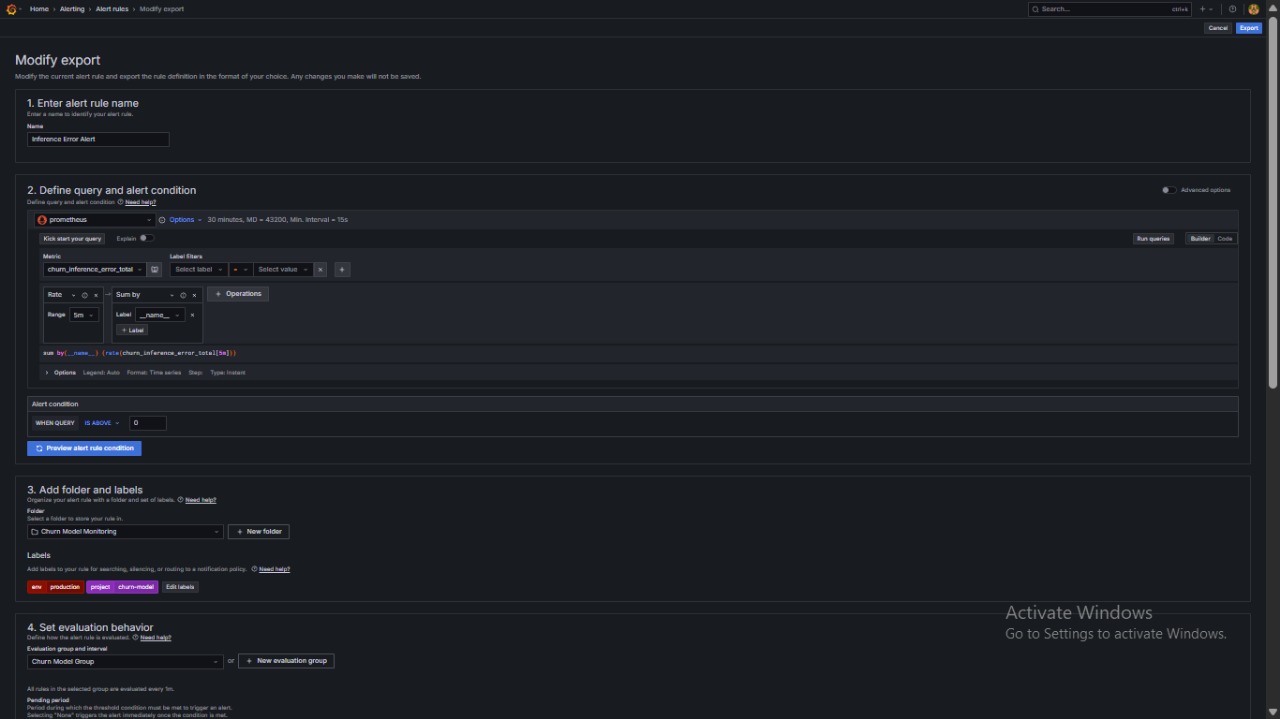 Home › Alerting › Alert rules › Modify export
Search... ctrl+k
Cancel Export
Modify export
Modify the current alert rule and export the rule definition in the format of your choice. Any changes you make will not be saved.
1. Enter alert rule name
Enter a name to identify your alert rule.
Name
Inference Error Alert
2. Define query and alert condition
Advanced options
Define query and alert condition Need help?
prometheus Options 30 minutes, MD = 43200, Min. Interval = 15s
Kick start your query Explain Run queries Builder Code
Metric Label filters
churn_inference_error_total Select label = Select value × +
Rate × Sum by × + Operations
Range 5m Label __name__ ×
+ Label
sum by(__name__) (rate(churn_inference_error_total[5m]))
› Options Legend: Auto Format: Time series Step: Type: Instant
Alert condition
WHEN QUERY IS ABOVE 0
Preview alert rule condition
3. Add folder and labels
Organize your alert rule with a folder and set of labels. Need help?
Folder
Select a folder to store your rule in.
Churn Model Monitoring + New folder
Labels
Add labels to your rule for searching, silencing, or routing to a notification policy. Need help?
env production project churn-model Edit labels
Activate Windows
Go to Settings to activate Windows.
4. Set evaluation behavior
Define how the alert rule is evaluated. Need help?
Evaluation group and interval
Churn Model Group or + New evaluation group
All rules in the selected group are evaluated every 1m.
Pending period
Period during which the threshold condition must be met to trigger an alert.
Selecting "None" triggers the alert immediately once the condition is met.